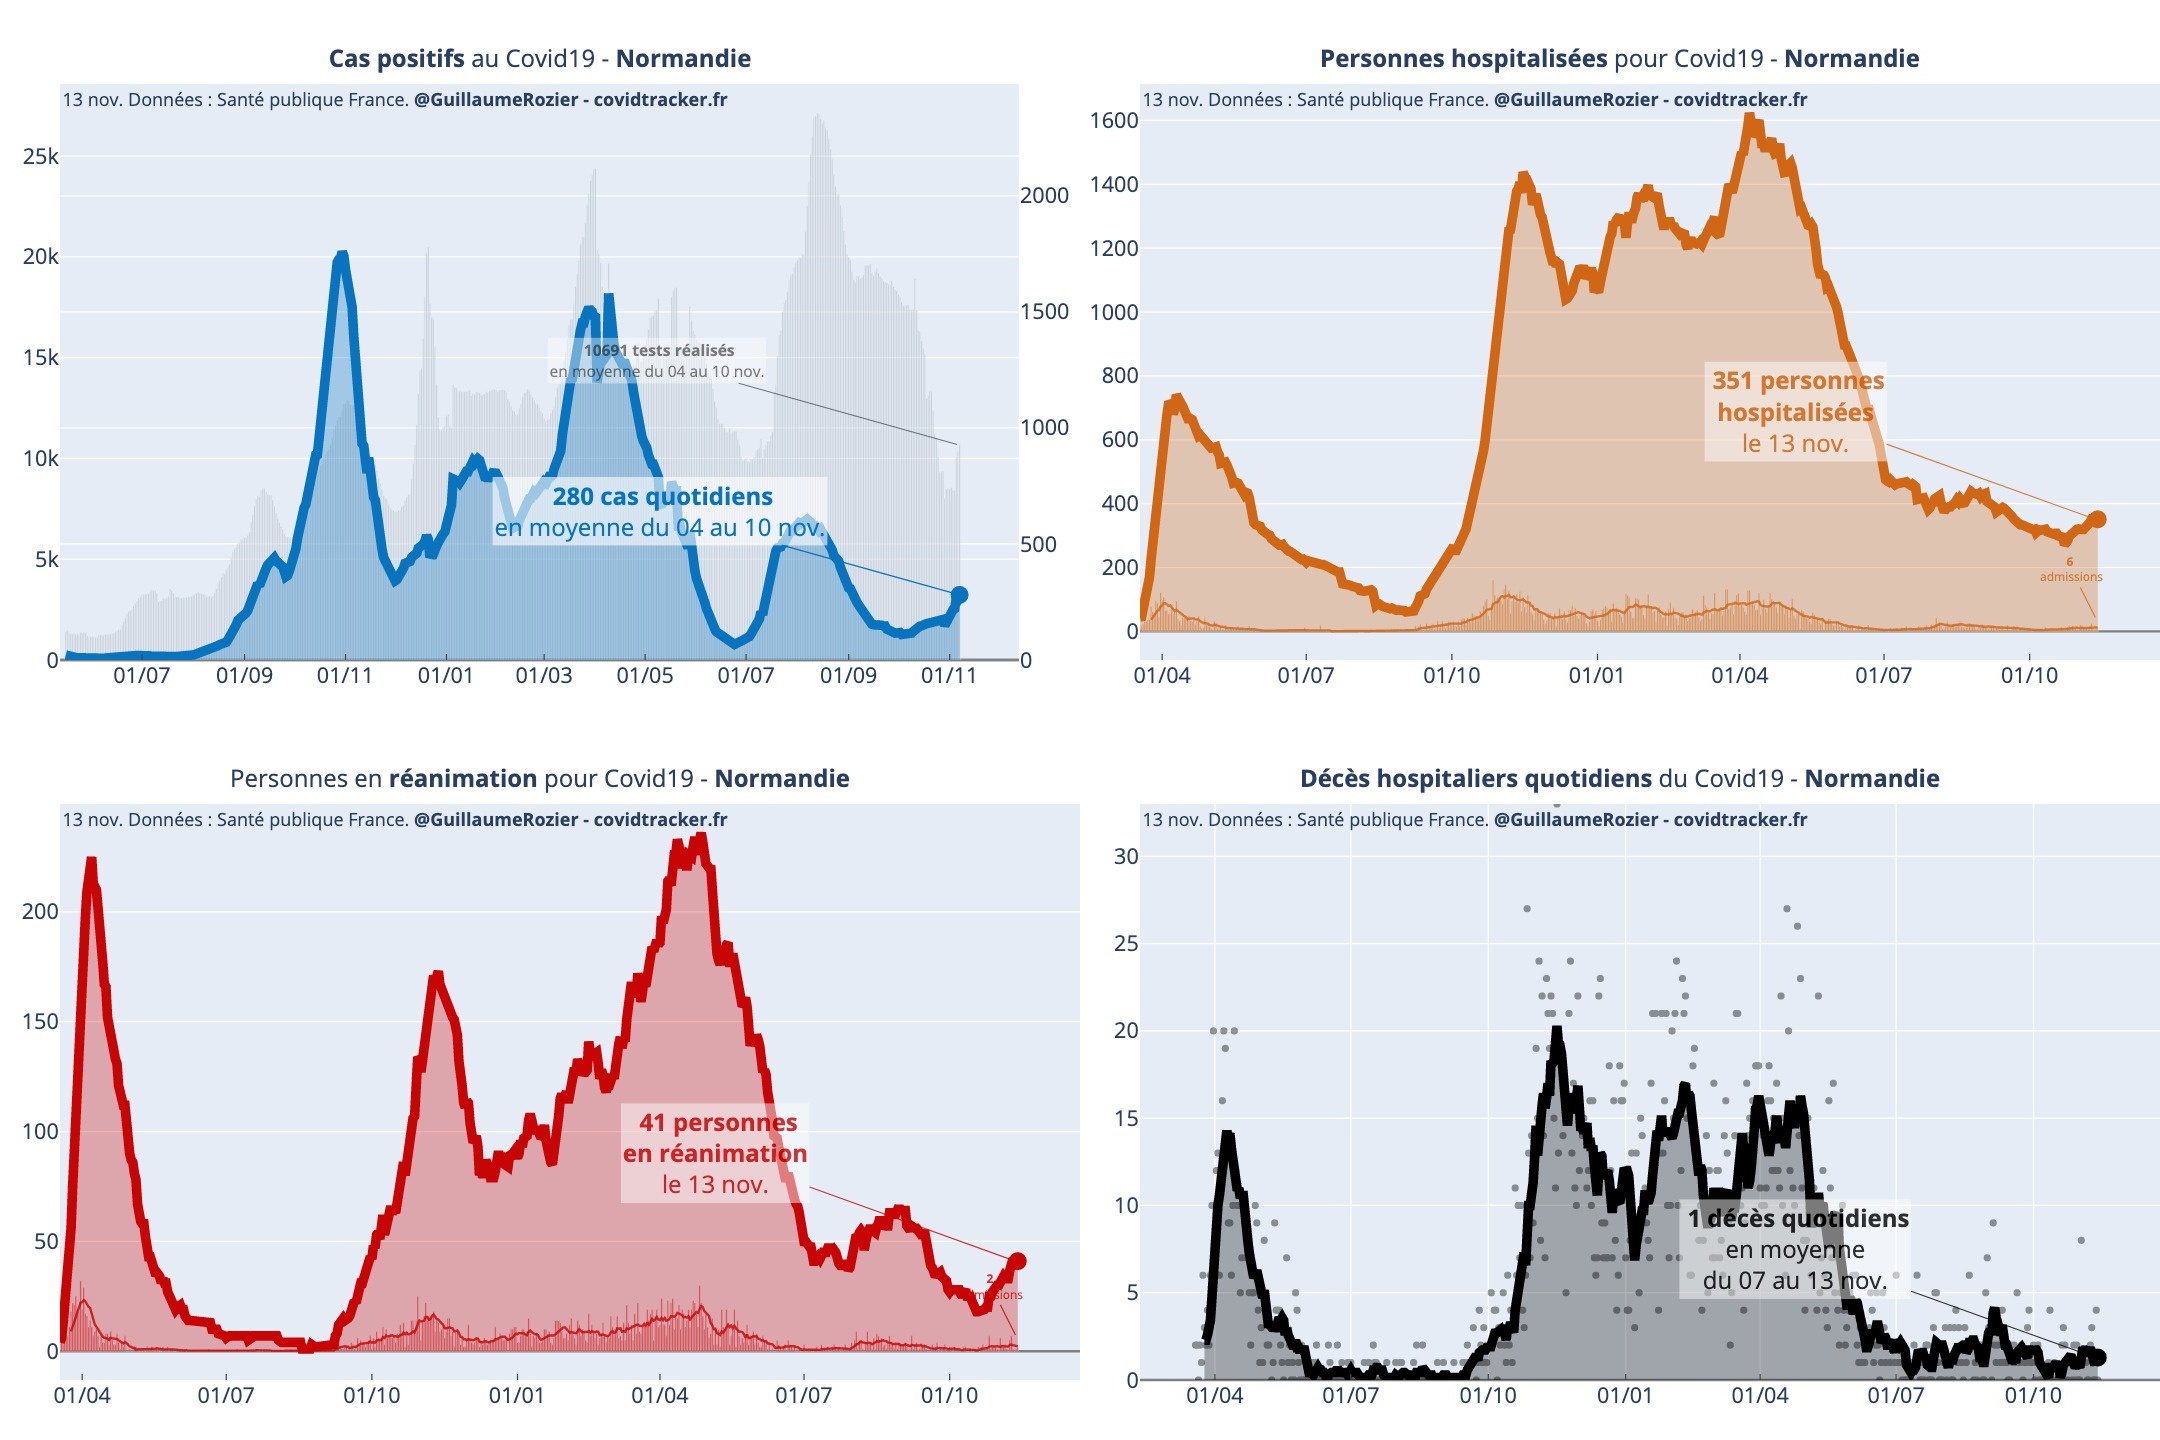 Cas positifs au Covid19 - Normandie
13 nov. Données : Santé publique France. @GuillaumeRozier - covidtracker.fr
25k
20k
15k
10k
5k
0
2000
1500
1000
500
0
10691 tests réalisés
en moyenne du 04 au 10 nov.
280 cas quotidiens
en moyenne du 04 au 10 nov.
01/07 01/09 01/11 01/01 01/03 01/05 01/07 01/09 01/11
Personnes hospitalisées pour Covid19 - Normandie
13 nov. Données : Santé publique France. @GuillaumeRozier - covidtracker.fr
1600
1400
1200
1000
800
600
400
200
0
351 personnes
hospitalisées
le 13 nov.
6
admissions
01/04 01/07 01/10 01/01 01/04 01/07 01/10
Personnes en réanimation pour Covid19 - Normandie
13 nov. Données : Santé publique France. @GuillaumeRozier - covidtracker.fr
200
150
100
50
0
41 personnes
en réanimation
le 13 nov.
2
01/04 01/07 01/10 01/01 01/04 01/07 01/10
Décès hospitaliers quotidiens du Covid19 - Normandie
13 nov. Données : Santé publique France. @GuillaumeRozier - covidtracker.fr
30
25
20
15
10
5
0
1 décès quotidiens
en moyenne
du 07 au 13 nov.
01/04 01/07 01/10 01/01 01/04 01/07 01/10